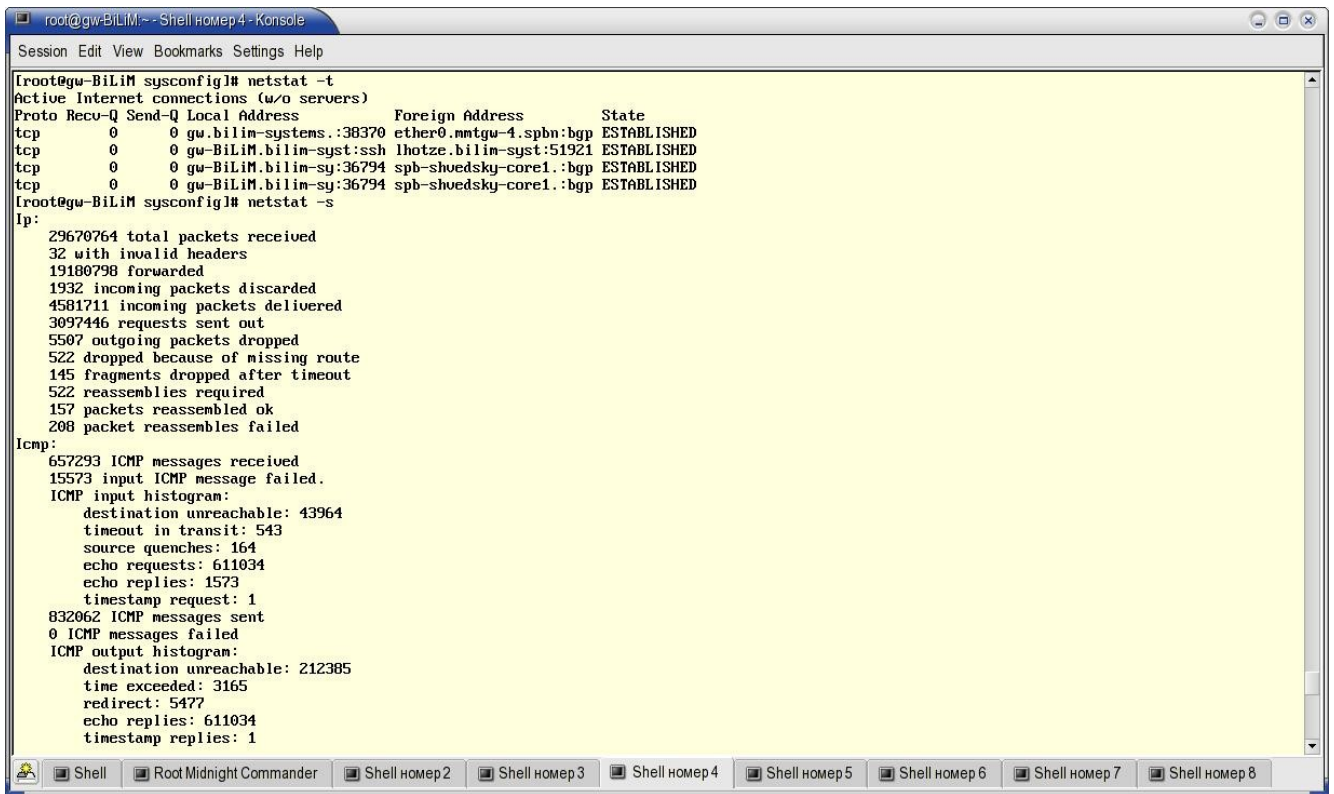 root@gw-BiLiM:~ - Shell номер 4 - Konsole
Session Edit View Bookmarks Settings Help
[root@gw-BiLiM sysconfig]# netstat -t
Active Internet connections (w/o servers)
Proto Recv-Q Send-Q Local Address           Foreign Address         State
tcp        0      0 gw.bilim-systems.:38370 ether0.mmtgw-4.spbn:bgp ESTABLISHED
tcp        0      0 gw-BiLiM.bilim-syst:ssh lhotze.bilim-syst:51921 ESTABLISHED
tcp        0      0 gw-BiLiM.bilim-sy:36794 spb-shvedsky-core1.:bgp ESTABLISHED
tcp        0      0 gw-BiLiM.bilim-sy:36794 spb-shvedsky-core1.:bgp ESTABLISHED
[root@gw-BiLiM sysconfig]# netstat -s
Ip:
    29670764 total packets received
    32 with invalid headers
    19180798 forwarded
    1932 incoming packets discarded
    4581711 incoming packets delivered
    3097446 requests sent out
    5507 outgoing packets dropped
    522 dropped because of missing route
    145 fragments dropped after timeout
    522 reassemblies required
    157 packets reassembled ok
    208 packet reassembles failed
Icmp:
    657293 ICMP messages received
    15573 input ICMP message failed.
    ICMP input histogram:
        destination unreachable: 43964
        timeout in transit: 543
        source quenches: 164
        echo requests: 611034
        echo replies: 1573
        timestamp request: 1
    832062 ICMP messages sent
    0 ICMP messages failed
    ICMP output histogram:
        destination unreachable: 212385
        time exceeded: 3165
        redirect: 5477
        echo replies: 611034
        timestamp replies: 1
Shell Root Midnight Commander Shell номер 2 Shell номер 3 Shell номер 4 Shell номер 5 Shell номер 6 Shell номер 7 Shell номер 8